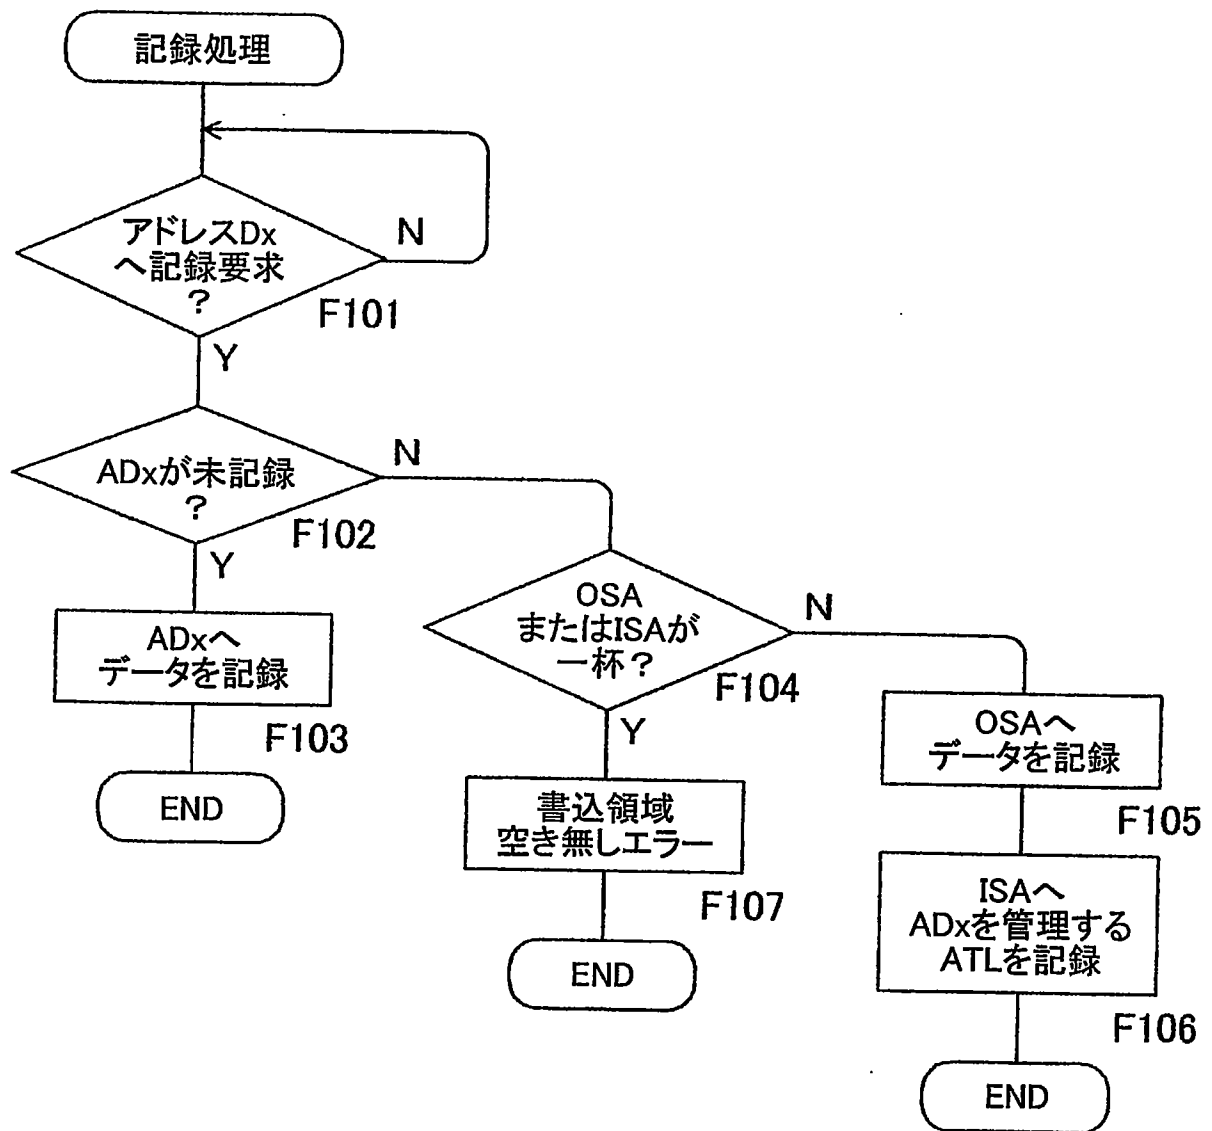 記録処理
アドレスDx
へ記録要求
?
N
F101
Y
ADxが未記録
?
N
F102
Y
ADxへ
データを記録
F103
END
OSA
またはISAが
一杯?
N
F104
Y
書込領域
空き無しエラー
F107
END
OSAへ
データを記録
F105
ISAへ
ADxを管理する
ATLを記録
F106
END